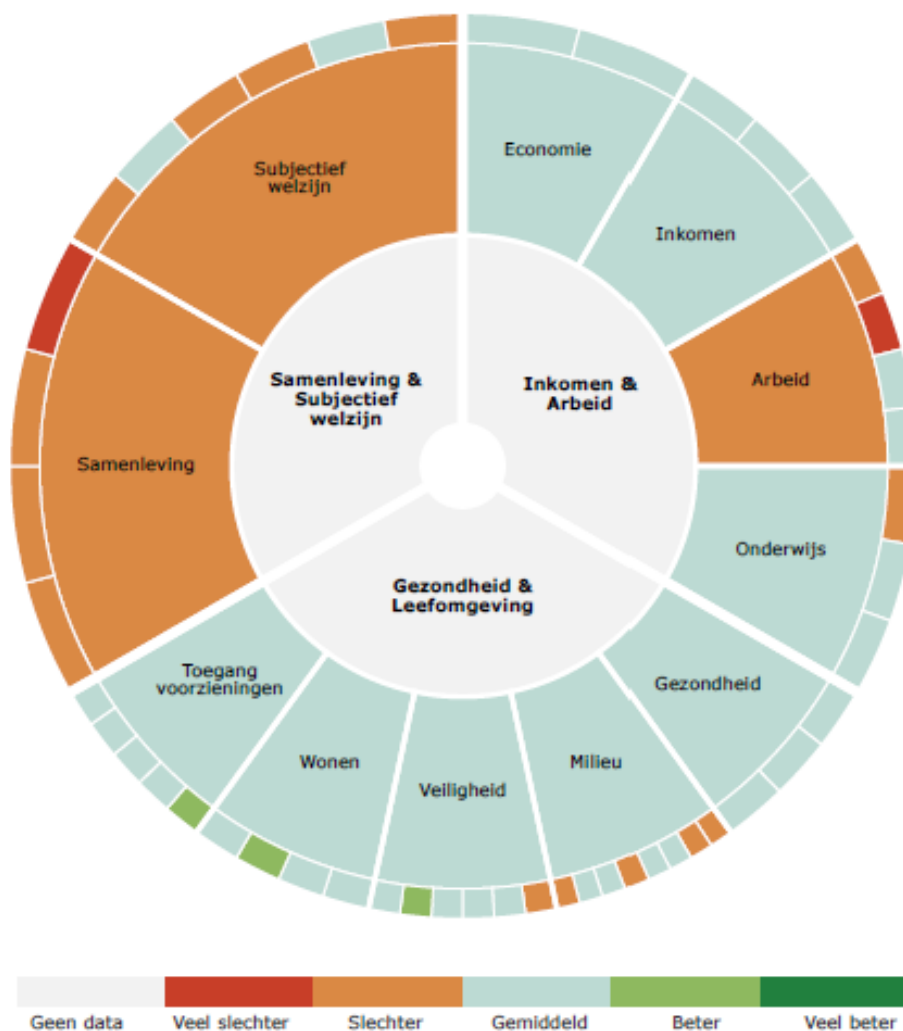 Subjectief
welzijn
Economie
Inkomen
Samenleving &
Subjectief
welzijn
Inkomen &
Arbeid
Arbeid
Samenleving
Onderwijs
Gezondheid &
Leefomgeving
Toegang
voorzieningen
Gezondheid
Wonen
Milieu
Veiligheid
Geen data
Veel slechter
Slechter
Gemiddeld
Beter
Veel beter